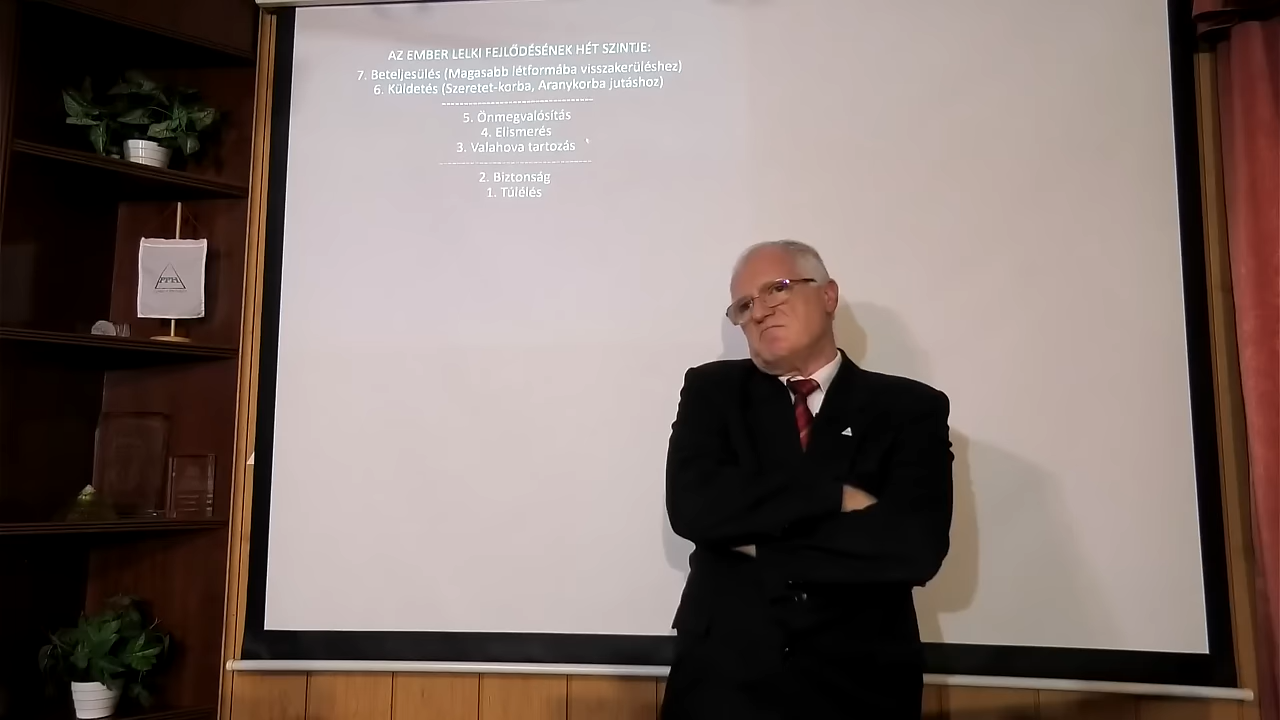 AZ EMBER LELKI FEJLŐDÉSÉNEK HÉT SZINTJE:
7. Beteljesülés (Magasabb létformába visszakerüléshez)
6. Küldetés (Szeretet-korba, Aranykorba jutáshoz)
5. Önmegvalósítás
4. Elismerés
3. Valahova tartozás
2. Biztonság
1. Túlélés